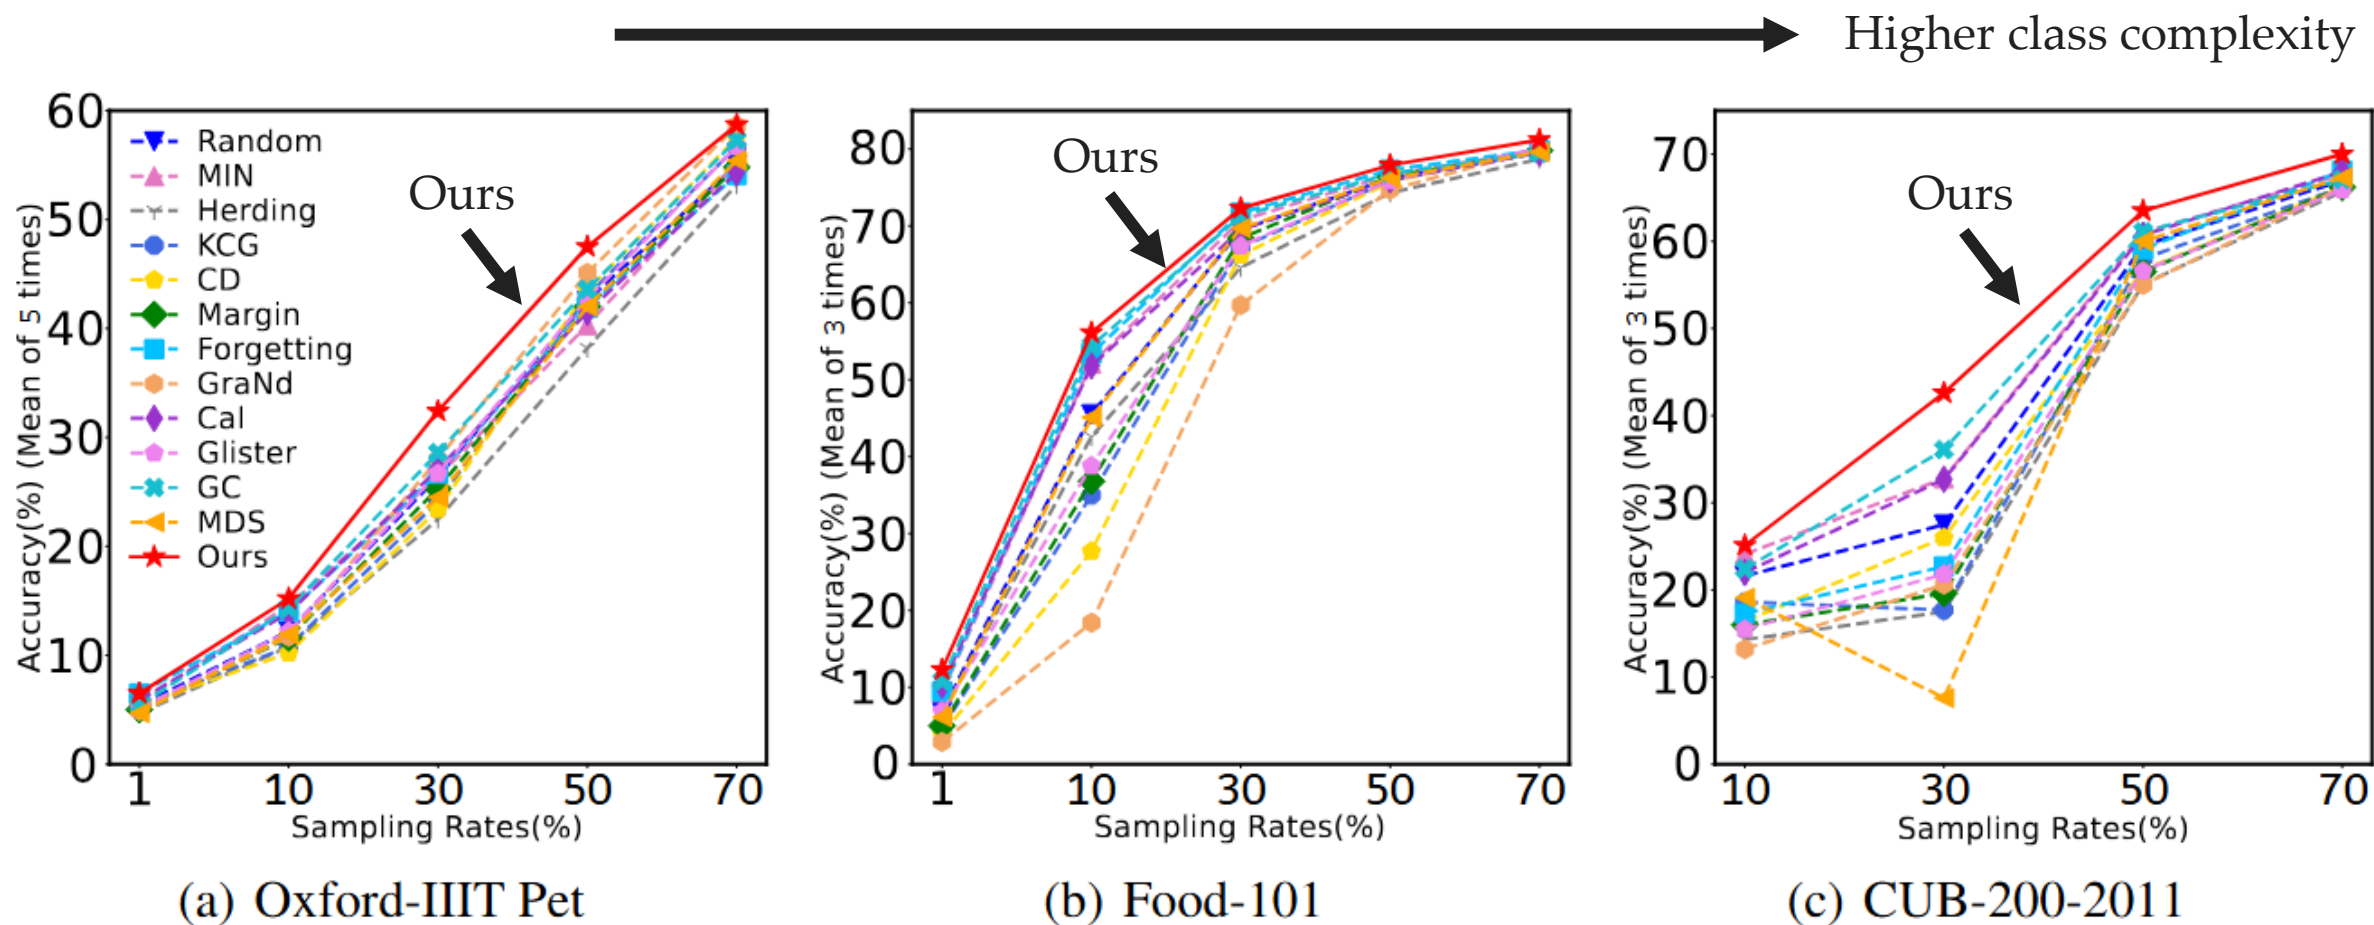 Higher class complexity
60
50
40
30
20
10
0
1 10 30 50 70
Accuracy(%) (Mean of 5 times)
Sampling Rates(%)
Random
MIN
Herding
KCG
CD
Margin
Forgetting
GraNd
Cal
Glister
GC
MDS
Ours
Ours
(a) Oxford-IIIT Pet
80
70
60
50
40
30
20
10
0
1 10 30 50 70
Accuracy(%) (Mean of 3 times)
Sampling Rates(%)
Ours
(b) Food-101
70
60
50
40
30
20
10
0
10 30 50 70
Accuracy(%) (Mean of 3 times)
Sampling Rates(%)
Ours
(c) CUB-200-2011